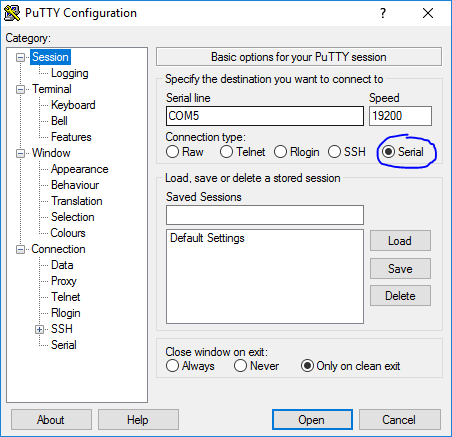 PuTTY Configuration
Category:
Session
Logging
Terminal
Keyboard
Bell
Features
Window
Appearance
Behaviour
Translation
Selection
Colours
Connection
Data
Proxy
Telnet
Rlogin
SSH
Serial
Basic options for your PuTTY session
Specify the destination you want to connect to
Serial line Speed
COM5 19200
Connection type:
Raw Telnet Rlogin SSH Serial
Load, save or delete a stored session
Saved Sessions
Default Settings
Load
Save
Delete
Close window on exit:
Always Never Only on clean exit
About Help Open Cancel